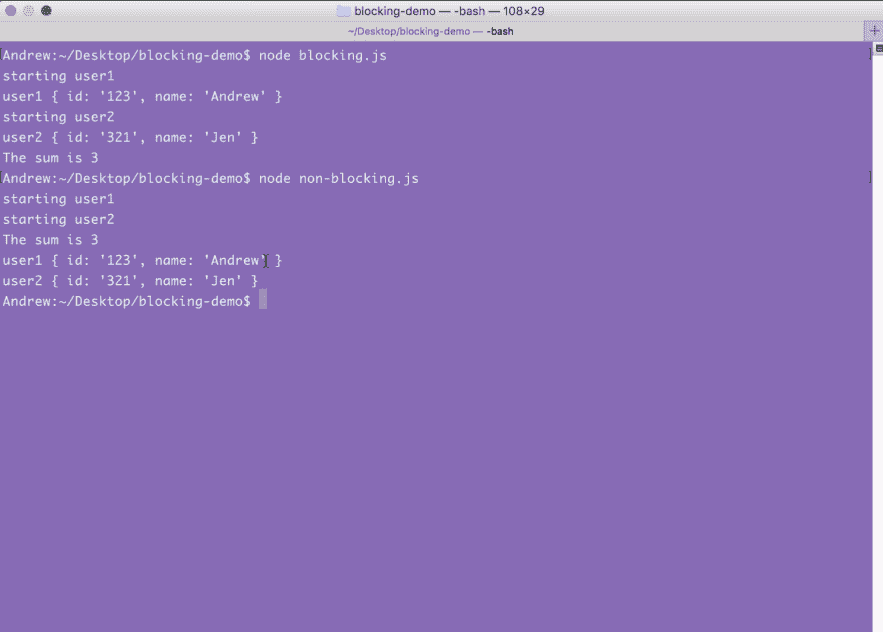 blocking-demo — -bash — 108×29
~/Desktop/blocking-demo — -bash
Andrew:~/Desktop/blocking-demo$ node blocking.js
starting user1
user1 { id: '123', name: 'Andrew' }
starting user2
user2 { id: '321', name: 'Jen' }
The sum is 3
Andrew:~/Desktop/blocking-demo$ node non-blocking.js
starting user1
starting user2
The sum is 3
user1 { id: '123', name: 'Andrew' }
user2 { id: '321', name: 'Jen' }
Andrew:~/Desktop/blocking-demo$